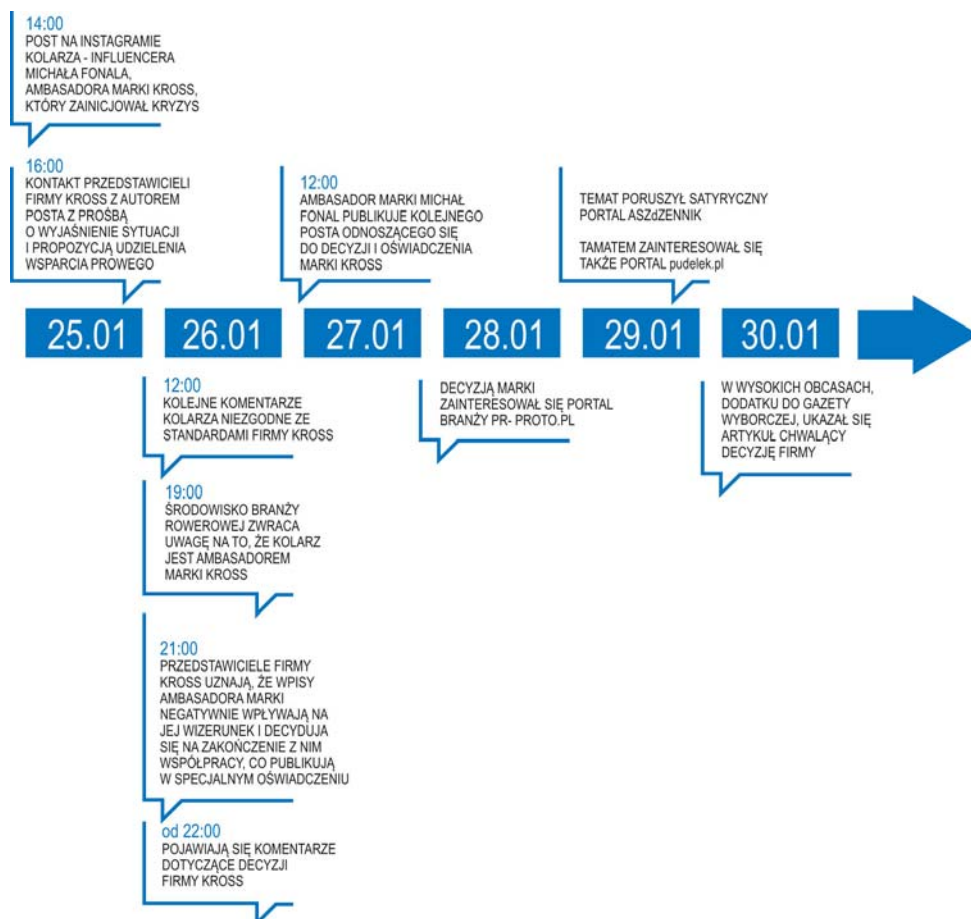 14:00
POST NA INSTAGRAMIE
KOLARZA - INFLUENCERA
MICHAŁA FONALA,
AMBASADORA MARKI KROSS,
KTÓRY ZAINICJOWAŁ KRYZYS
16:00
KONTAKT PRZEDSTAWICIELI
FIRMY KROSS Z AUTOREM
POSTA Z PROŚBĄ
O WYJAŚNIENIE SYTUACJI
I PROPOZYCJĄ UDZIELENIA
WSPARCIA PROWEGO
12:00
AMBASADOR MARKI MICHAŁ
FONAL PUBLIKUJE KOLEJNEGO
POSTA ODNOSZĄCEGO SIĘ
DO DECYZJI I OŚWIADCZENIA
MARKI KROSS
TEMAT PORUSZYŁ SATYRYCZNY
PORTAL ASZdZENNIK
TAMATEM ZAINTERESOWAŁ SIĘ
TAKŻE PORTAL pudelek.pl
25.01
26.01
27.01
28.01
29.01
30.01
12:00
KOLEJNE KOMENTARZE
KOLARZA NIEZGODNE ZE
STANDARDAMI FIRMY KROSS
19:00
ŚRODOWISKO BRANŻY
ROWEROWEJ ZWRACA
UWAGĘ NA TO, ŻE KOLARZ
JEST AMBASADOREM
MARKI KROSS
21:00
PRZEDSTAWICIELE FIRMY
KROSS UZNAJĄ, ŻE WPISY
AMBASADORA MARKI
NEGATYWNIE WPŁYWAJĄ NA
JEJ WIZERUNEK I DECYDUJA
SIĘ NA ZAKOŃCZENIE Z NIM
WSPÓŁPRACY, CO PUBLIKUJĄ
W SPECJALNYM OŚWIADCZENIU
od 22:00
POJAWIAJĄ SIĘ KOMENTARZE
DOTYCZĄCE DECYZJI
FIRMY KROSS
DECYZJĄ MARKI
ZAINTERESOWAŁ SIĘ PORTAL
BRANŻY PR- PROTO.PL
W WYSOKICH OBCASACH,
DODATKU DO GAZETY
WYBORCZEJ, UKAZAŁ SIĘ
ARTYKUŁ CHWALĄCY
DECYZJĘ FIRMY